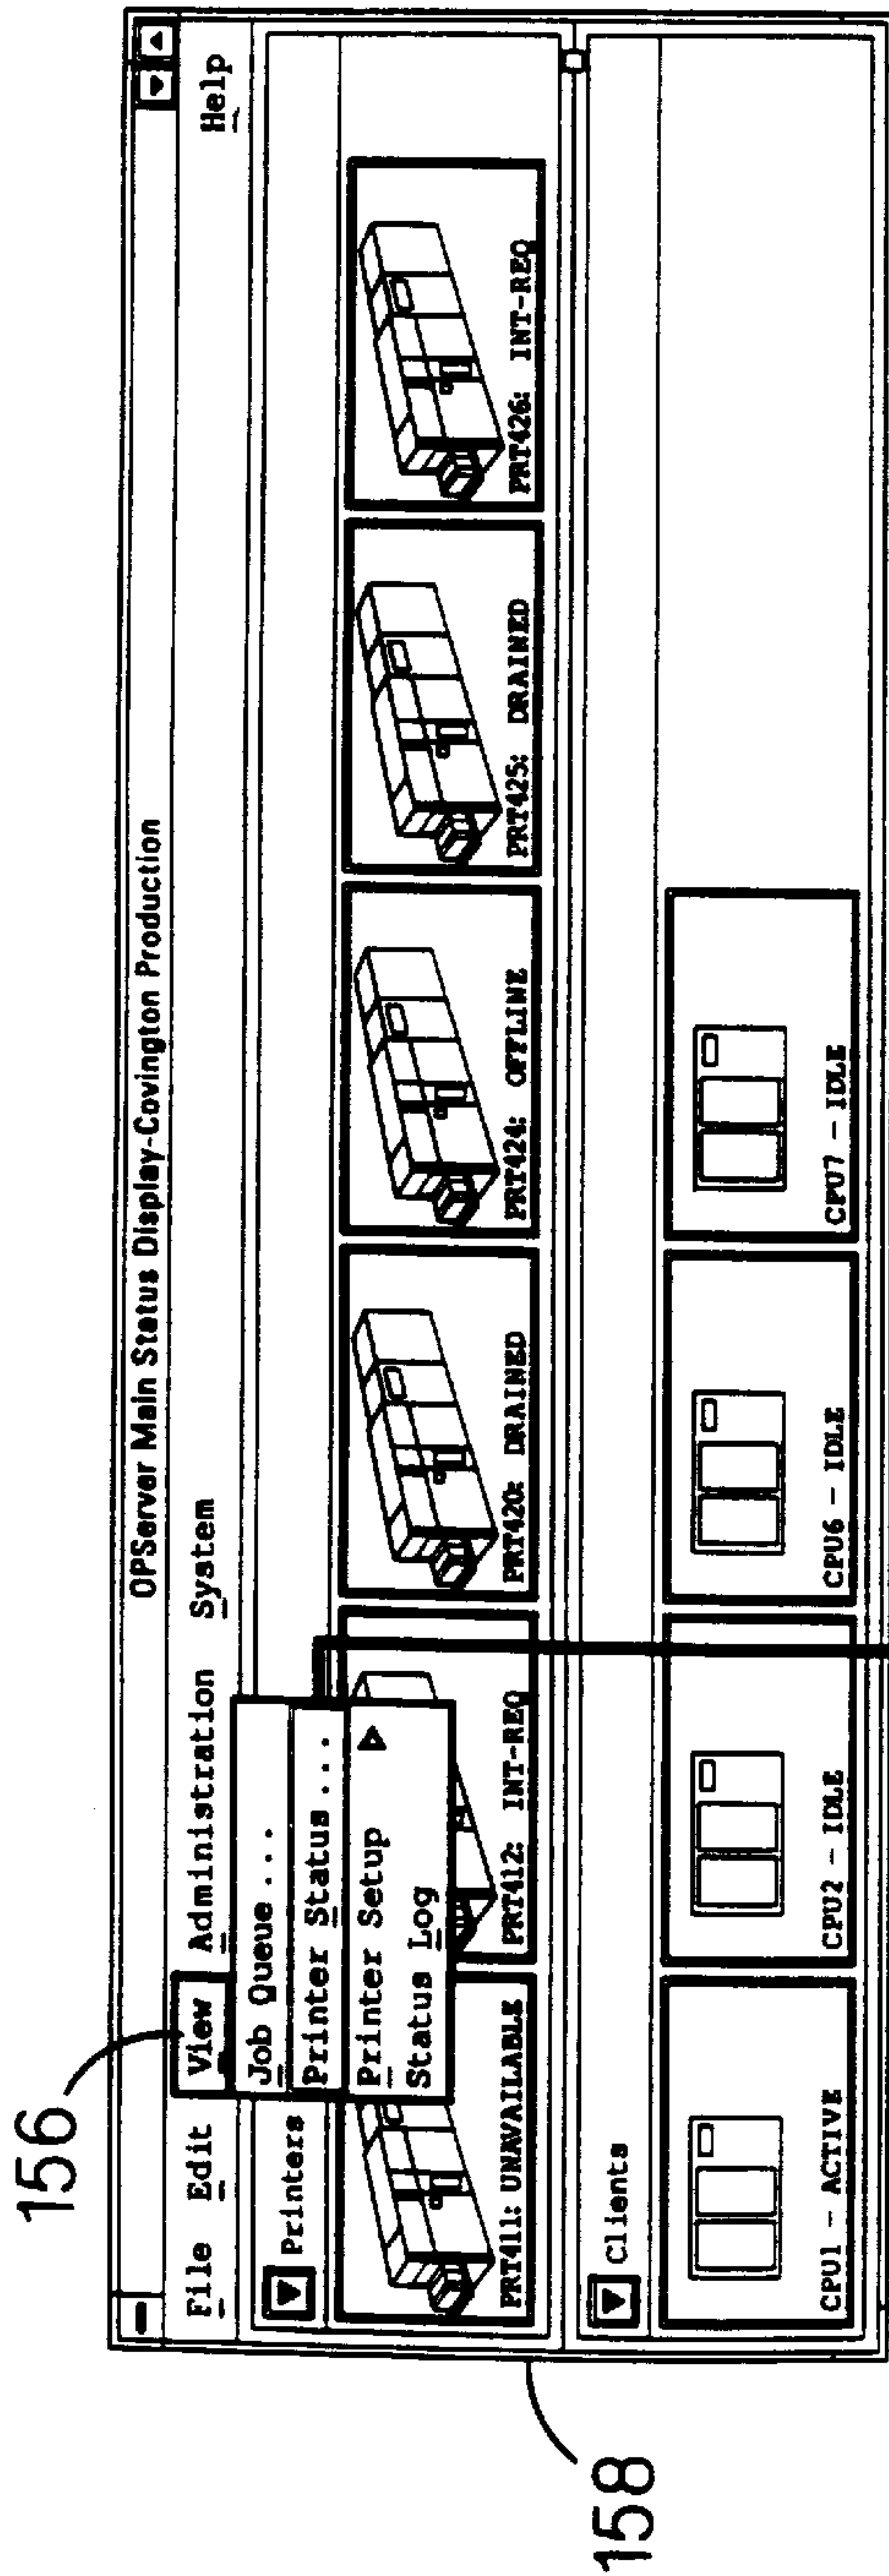 156
OPServer Main Status Display-Covington Production
File Edit View Administration System Help
Job Queue...
Printer Status...
Printer Setup
Status Log
Printers
PRT411: UNAVAILABLE
PRT412: INT-REQ
PRT420: DRAINED
PRT424: OFFLINE
PRT425: DRAINED
PRT426: INT-REQ
Clients
CPU1 - ACTIVE
CPU2 - IDLE
CPU6 - IDLE
CPU7 - IDLE
158